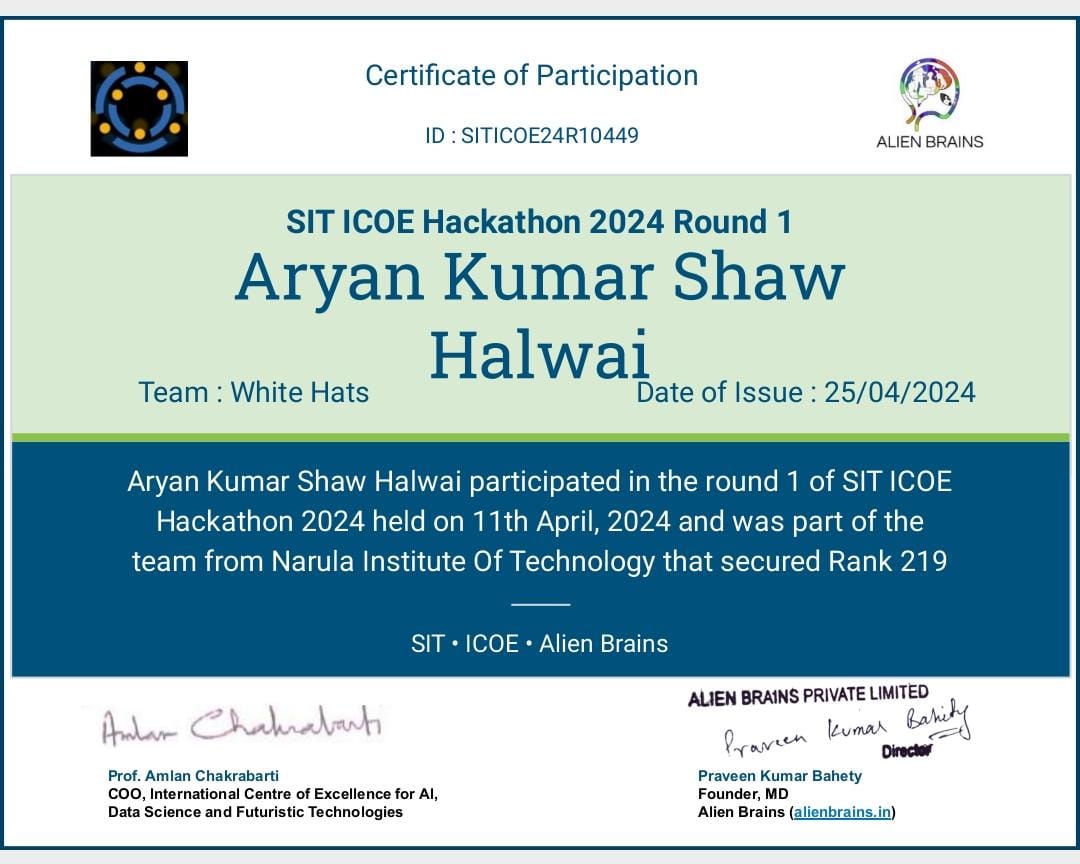 Certificate of Participation
ID : SITICOE24R10449
ALIEN BRAINS
SIT ICOE Hackathon 2024 Round 1
Aryan Kumar Shaw
Halwai
Team : White Hats
Date of Issue : 25/04/2024
Aryan Kumar Shaw Halwai participated in the round 1 of SIT ICOE
Hackathon 2024 held on 11th April, 2024 and was part of the
team from Narula Institute Of Technology that secured Rank 219
SIT • ICOE • Alien Brains
Amlan Chakrabarti
Prof. Amlan Chakrabarti
COO, International Centre of Excellence for AI,
Data Science and Futuristic Technologies
ALIEN BRAINS PRIVATE LIMITED
Praveen Kumar Bahety
Director
Praveen Kumar Bahety
Founder, MD
Alien Brains (alienbrains.in)